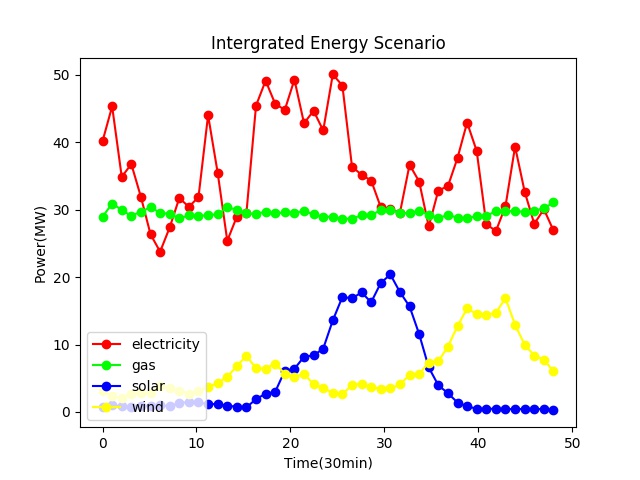 Intergrated Energy Scenario
50
40
30
20
10
0
Power(MW)
electricity
gas
solar
wind
0 10 20 30 40 50
Time(30min)